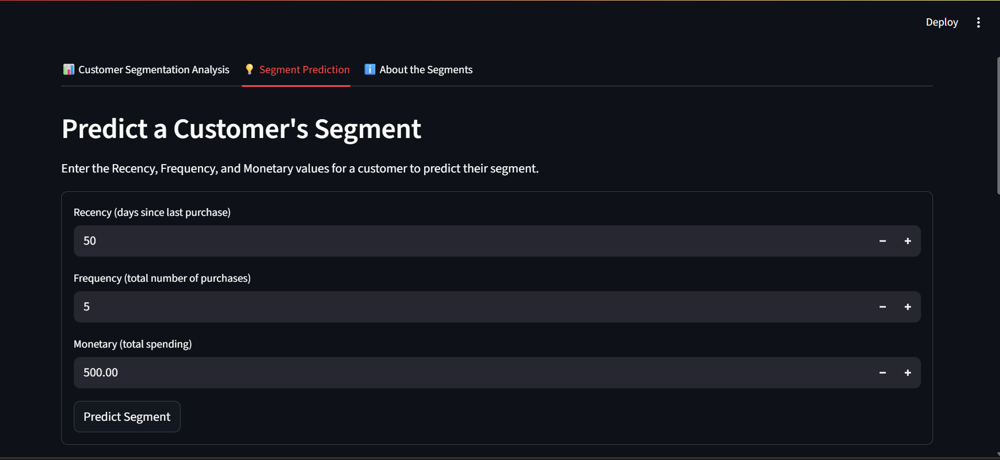 Deploy
Customer Segmentation Analysis
Segment Prediction
About the Segments
Predict a Customer's Segment
Enter the Recency, Frequency, and Monetary values for a customer to predict their segment.
Recency (days since last purchase)
50
Frequency (total number of purchases)
5
Monetary (total spending)
500.00
Predict Segment